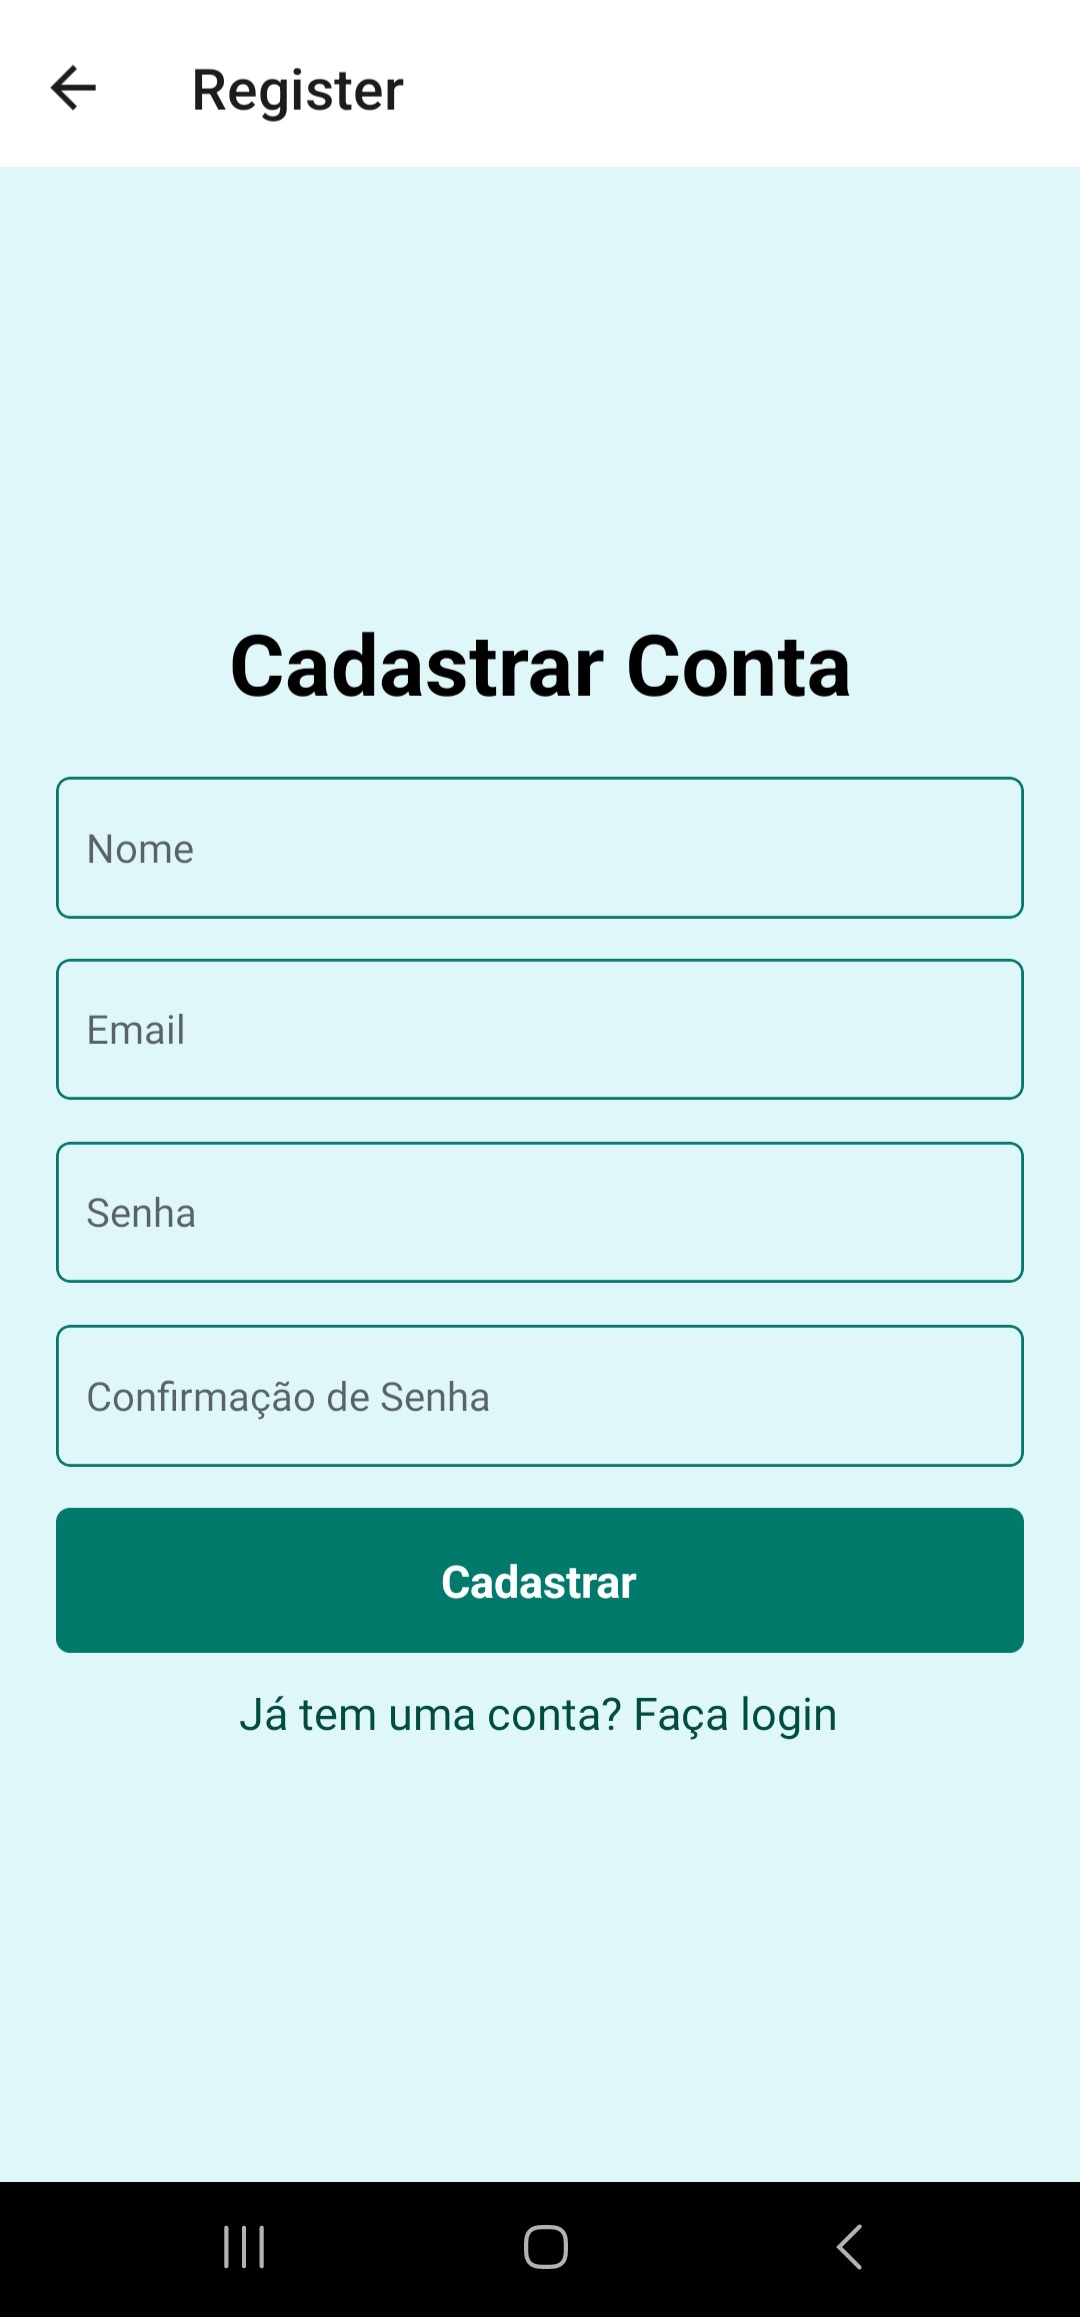 Register
Cadastrar Conta
Nome
Email
Senha
Confirmação de Senha
Cadastrar
Já tem uma conta? Faça login